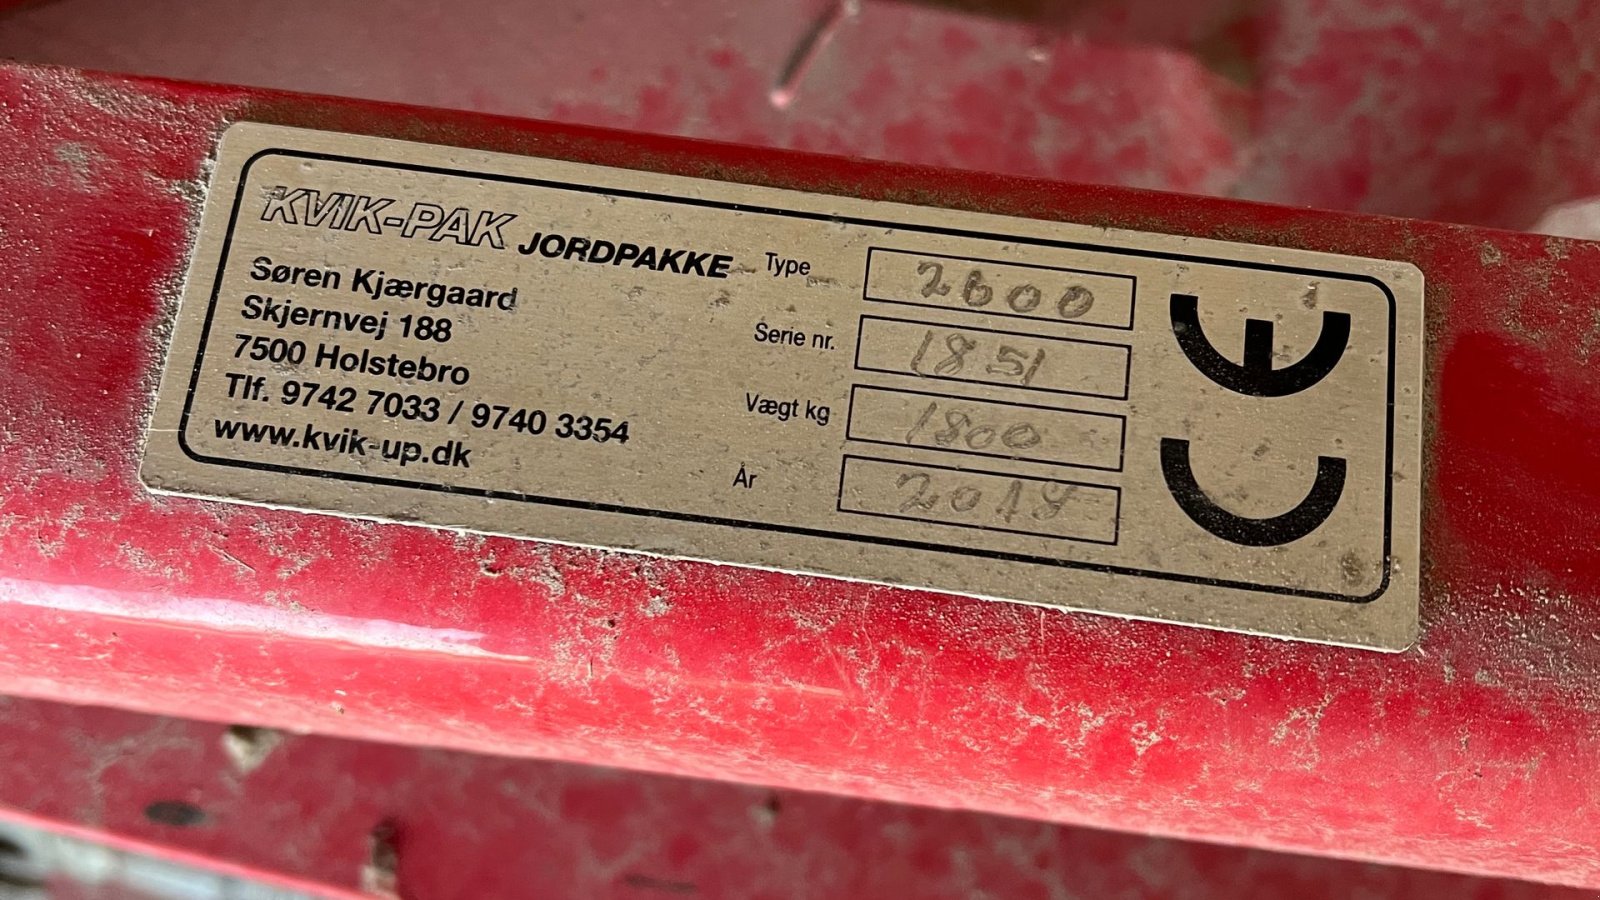 KVIK-PAK JORDPAKKE
Søren Kjærgaard
Skjernvej 188
7500 Holstebro
Tlf. 9742 7033 / 9740 3354
www.kvik-up.dk
Type 2600
Serie nr. 1851
Vægt kg 1800
År
CE